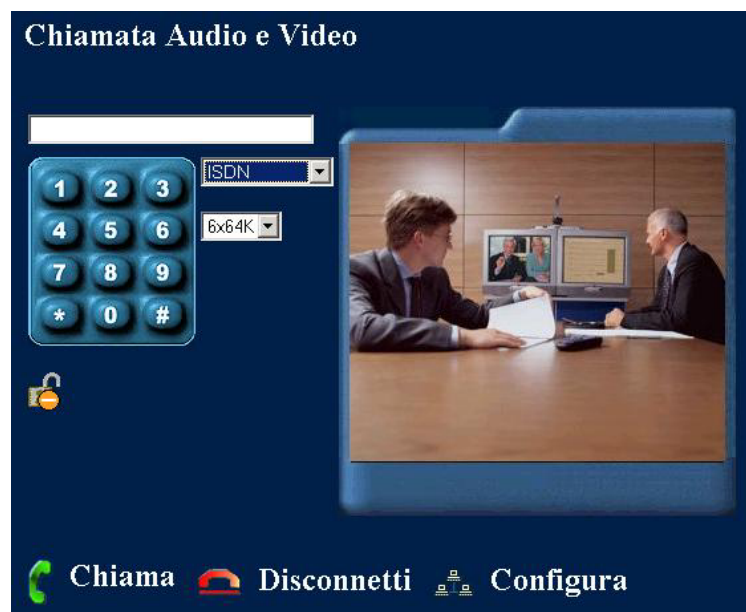 Chiamata Audio e Video
ISDN
1 2 3
6x64K
4 5 6
7 8 9
* 0 #
Chiama Disconnetti Configura